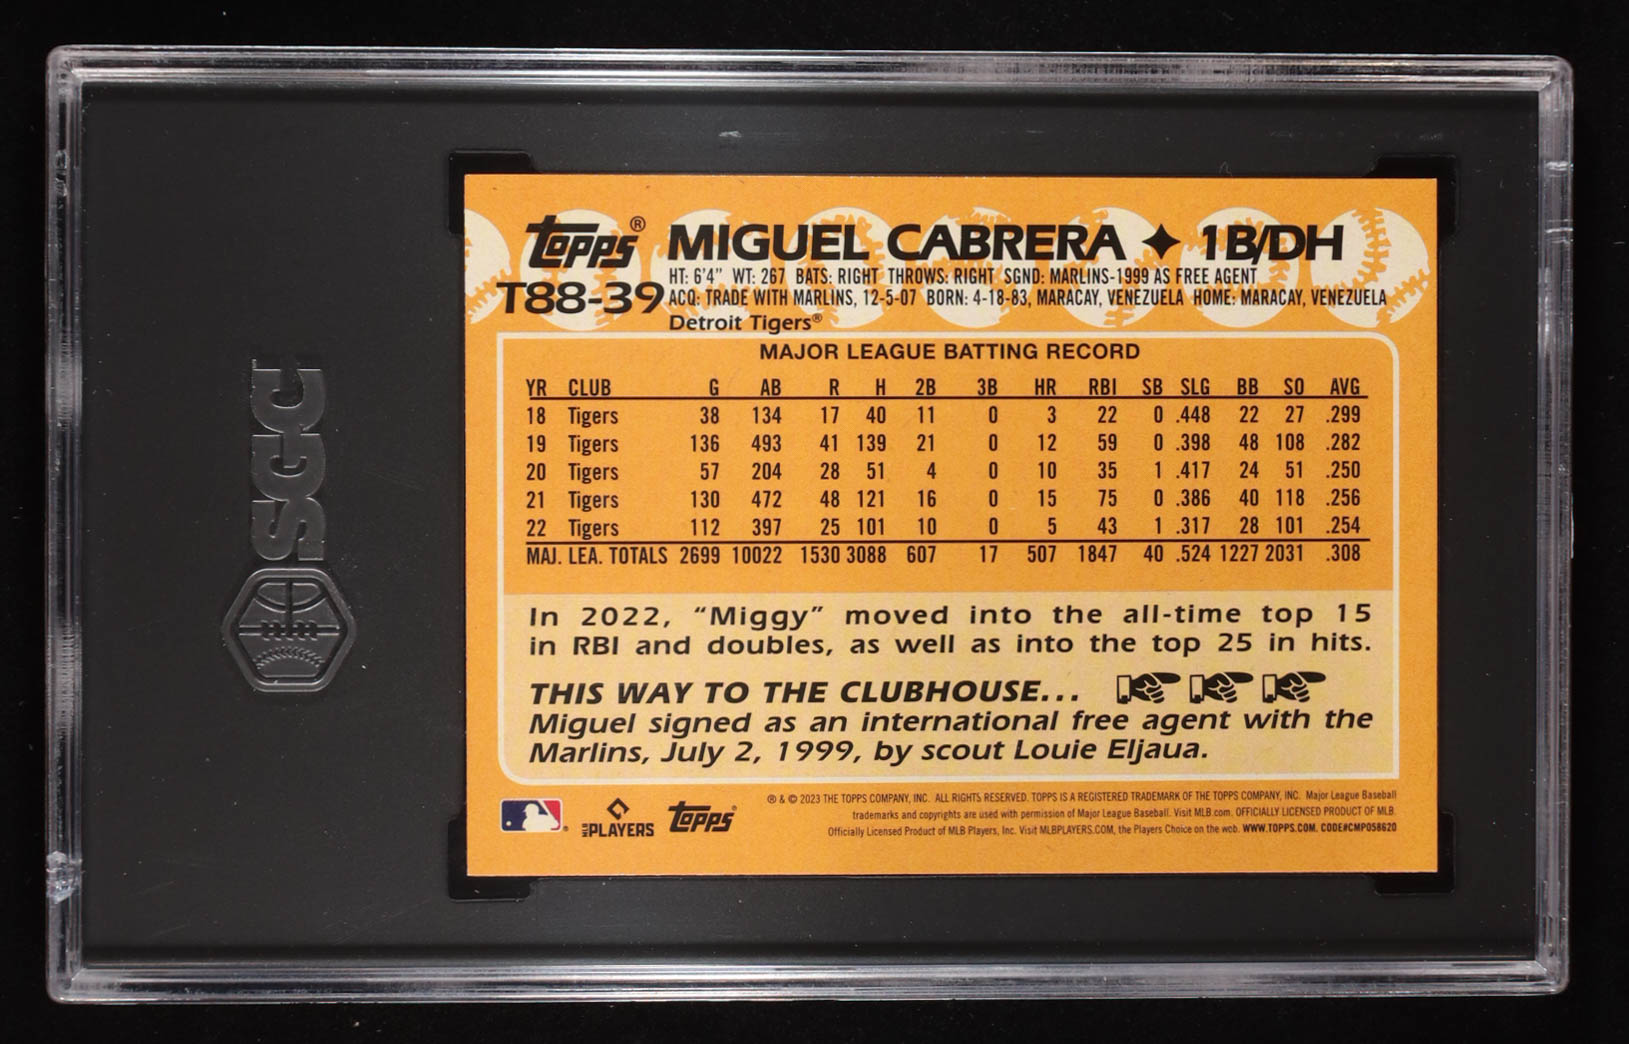 SGC
Topps® MIGUEL CABRERA ✦ 1B/DH
T88-39
HT: 6'4" WT: 267 BATS: RIGHT THROWS: RIGHT SGND: MARLINS-1999 AS FREE AGENT
ACQ: TRADE WITH MARLINS, 12-5-07 BORN: 4-18-83, MARACAY, VENEZUELA HOME: MARACAY, VENEZUELA
Detroit Tigers®
MAJOR LEAGUE BATTING RECORD
YR CLUB G AB R H 2B 3B HR RBI SB SLG BB SO AVG
18 Tigers 38 134 17 40 11 0 3 22 0 .448 22 27 .299
19 Tigers 136 493 41 139 21 0 12 59 0 .398 48 108 .282
20 Tigers 57 204 28 51 4 0 10 35 1 .417 24 51 .250
21 Tigers 130 472 48 121 16 0 15 75 0 .386 40 118 .256
22 Tigers 112 397 25 101 10 0 5 43 1 .317 28 101 .254
MAJ. LEA. TOTALS 2699 10022 1530 3088 607 17 507 1847 40 .524 1227 2031 .308
In 2022, “Miggy” moved into the all-time top 15
in RBI and doubles, as well as into the top 25 in hits.
THIS WAY TO THE CLUBHOUSE...
Miguel signed as an international free agent with the
Marlins, July 2, 1999, by scout Louie Eljaua.
MLB PLAYERS Topps®
® & © 2023 THE TOPPS COMPANY, INC. ALL RIGHTS RESERVED. TOPPS IS A REGISTERED TRADEMARK OF THE TOPPS COMPANY, INC. Major League Baseball
trademarks and copyrights are used with permission of Major League Baseball. Visit MLB.com. OFFICIALLY LICENSED PRODUCT OF MLB.
Officially Licensed Product of MLB Players, Inc. Visit MLBPLAYERS.COM, the Players Choice on the web. WWW.TOPPS.COM. CODE#CMP058620